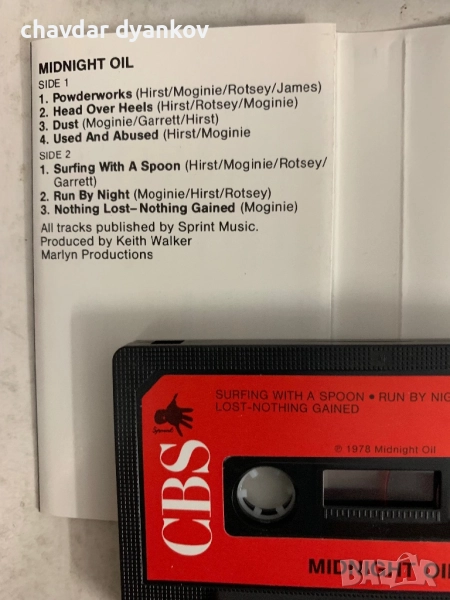 chavdar dyankov
MIDNIGHT OIL
SIDE 1
1. Powderworks (Hirst/Moginie/Rotsey/James)
2. Head Over Heels (Hirst/Rotsey/Moginie)
3. Dust (Moginie/Garrett/Hirst)
4. Used And Abused (Hirst/Moginie
SIDE 2
1. Surfing With A Spoon (Hirst/Moginie/Rotsey/
Garrett)
2. Run By Night (Moginie/Hirst/Rotsey)
3. Nothing Lost–Nothing Gained (Moginie)
All tracks published by Sprint Music.
Produced by Keith Walker
Marlyn Productions
SURFING WITH A SPOON • RUN BY NIG
LOST-NOTHING GAINED
Sprint
℗ 1978 Midnight Oil
CBS
MIDNIGHT OIL
BAZAR